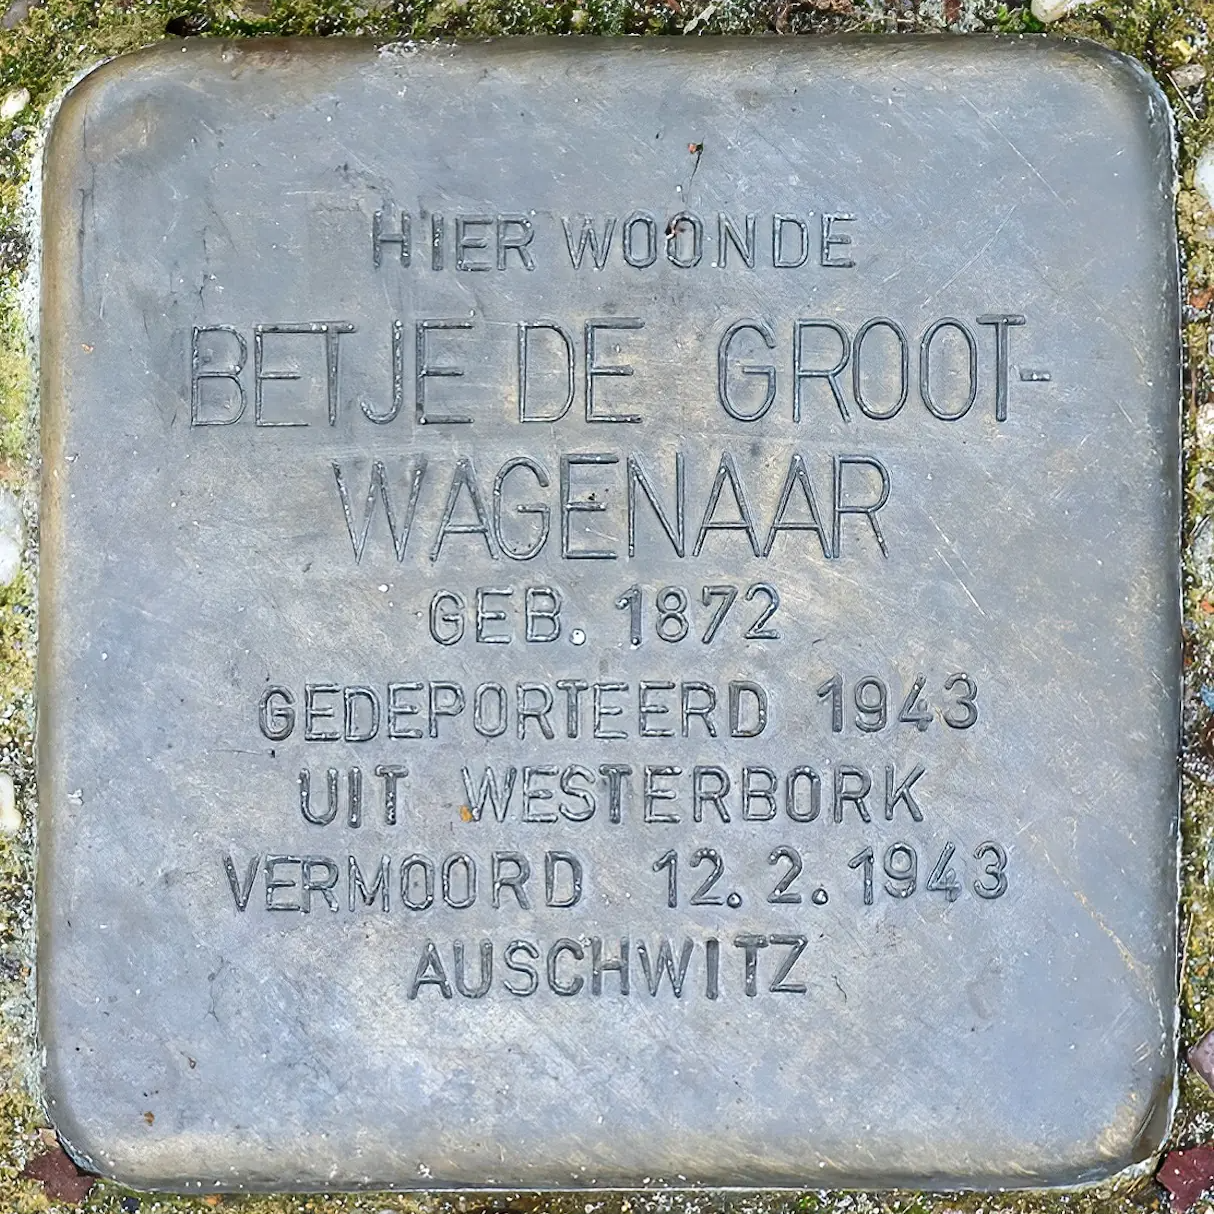 HIER WOONDE
BETJE DE GROOT-
WAGENAAR
GEB. 1872
GEDEPORTEERD 1943
UIT WESTERBORK
VERMOORD 12.2.1943
AUSCHWITZ